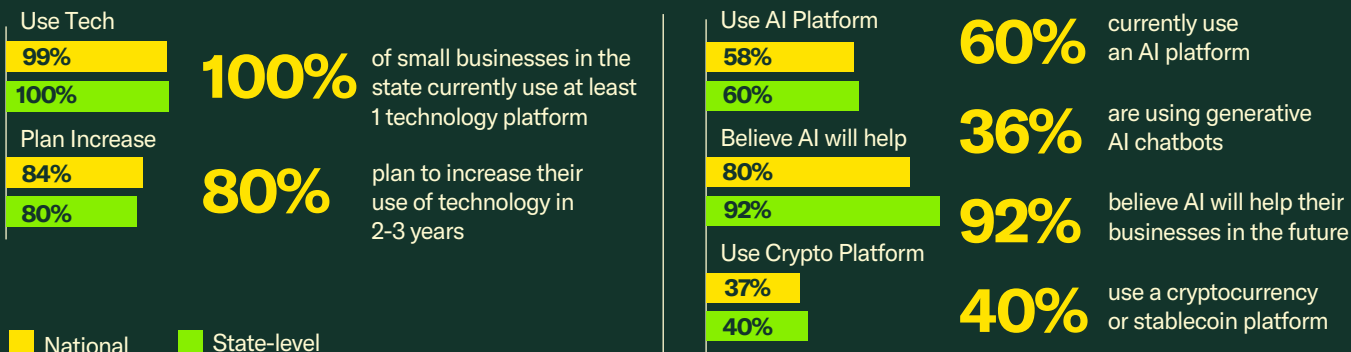 Use Tech
99%
100%
Plan Increase
84%
80%
100%
of small businesses in the
state currently use at least
1 technology platform
80%
plan to increase their
use of technology in
2-3 years
National
State-level
Use AI Platform
58%
60%
Believe AI will help
80%
92%
Use Crypto Platform
37%
40%
60%
currently use
an AI platform
36%
are using generative
AI chatbots
92%
believe AI will help their
businesses in the future
40%
use a cryptocurrency
or stablecoin platform